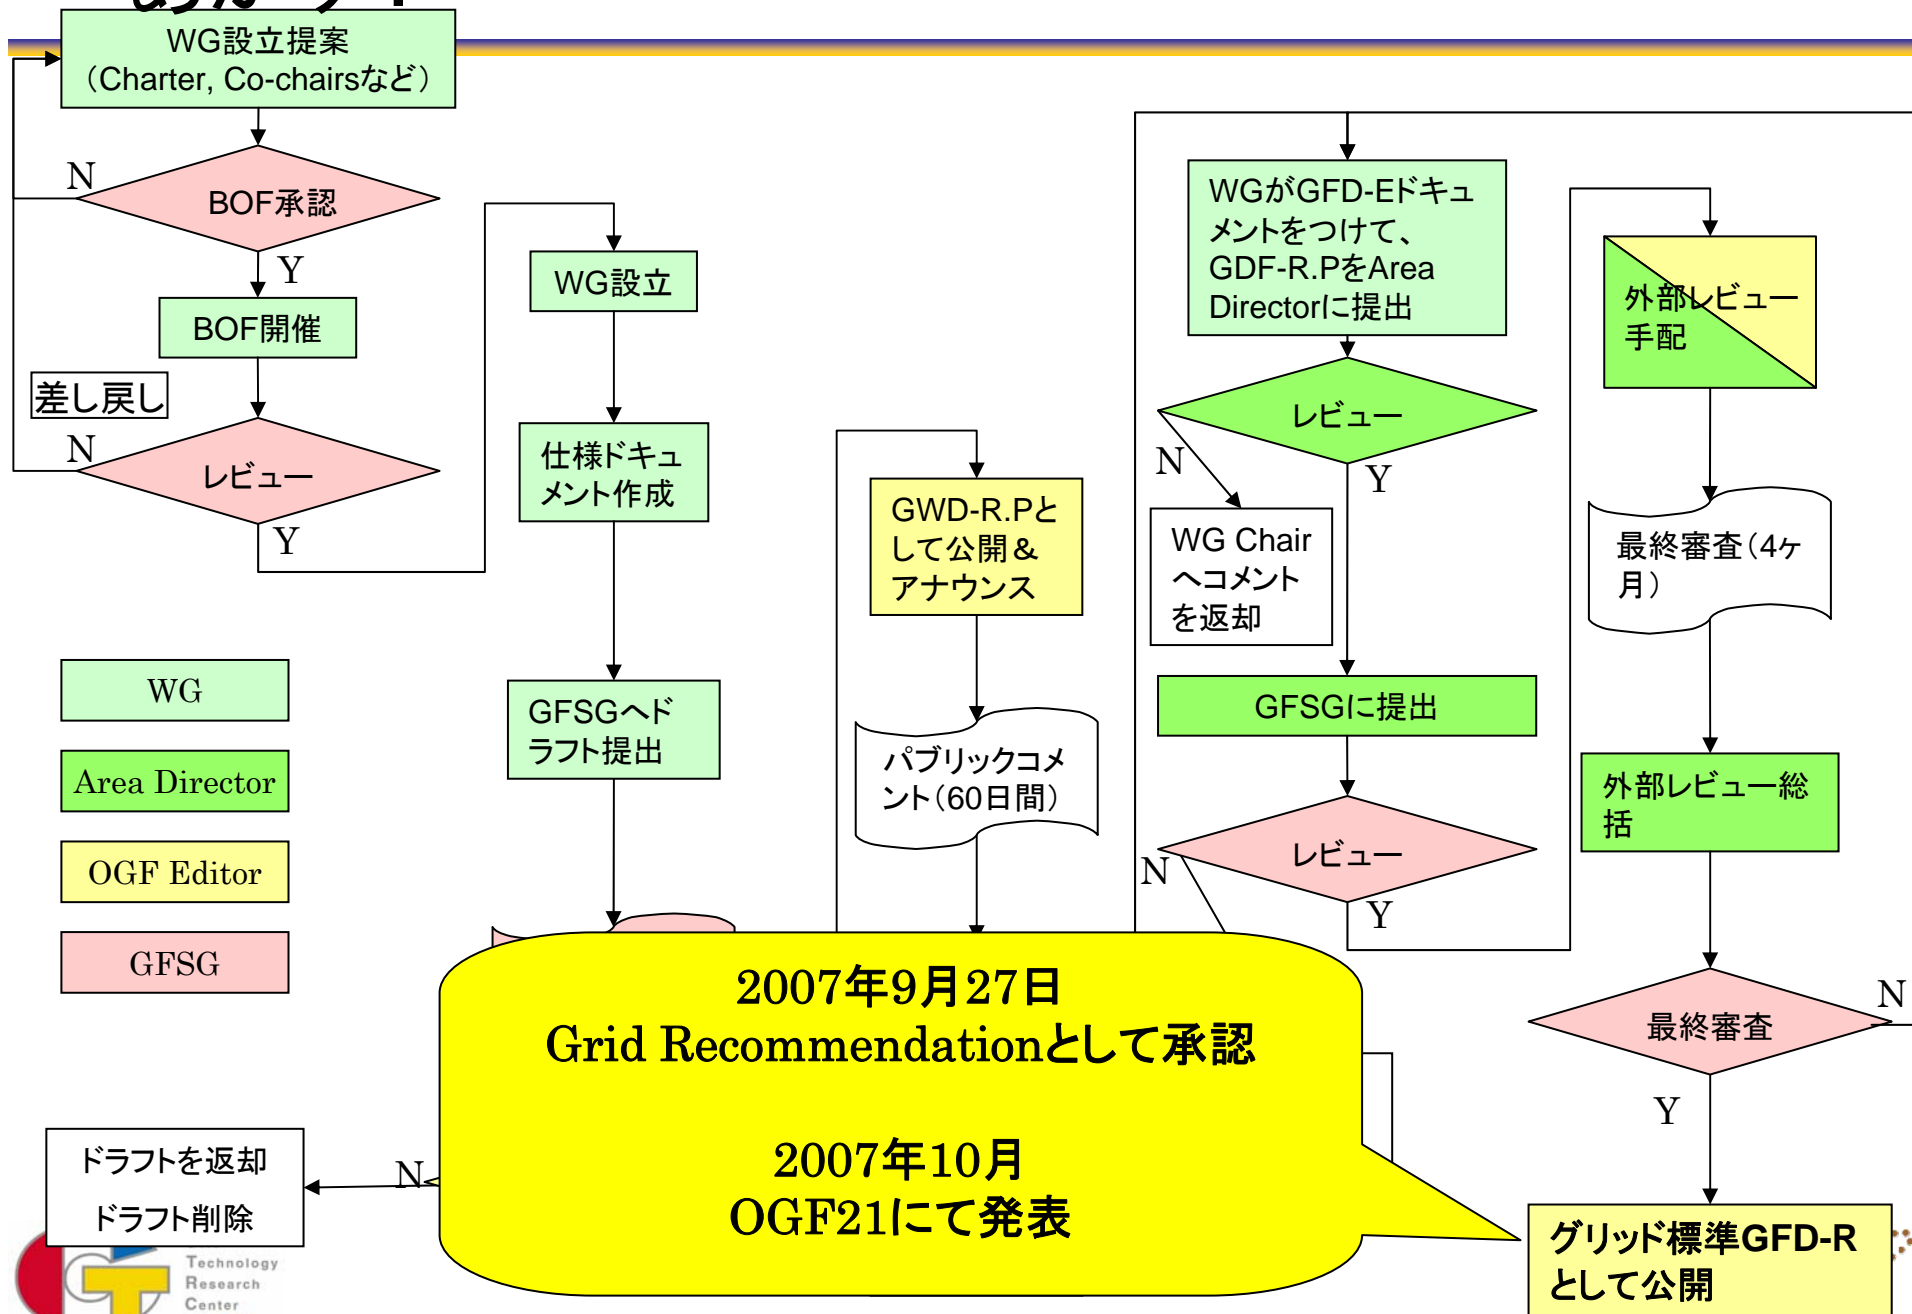 WG設立提案
（Charter, Co-chairsなど）
N
BOF承認
Y
BOF開催
差し戻し
N
レビュー
Y
WG設立
仕様ドキュ
メント作成
GFSGへド
ラフト提出
GWD-R.Pと
して公開＆
アナウンス
パブリックコメ
ント（60日間）
WGがGFD-Eドキュ
メントをつけて、
GDF-R.PをArea
Directorに提出
レビュー
N
Y
WG Chair
へコメント
を返却
GFSGに提出
レビュー
N
Y
外部レビュー
手配
最終審査（4ヶ
月）
外部レビュー総
括
最終審査
N
Y
グリッド標準GFD-R
として公開
WG
Area Director
OGF Editor
GFSG
2007年9月27日
Grid Recommendationとして承認
2007年10月
OGF21にて発表
N
ドラフトを返却
ドラフト削除
Technology
Research
Center